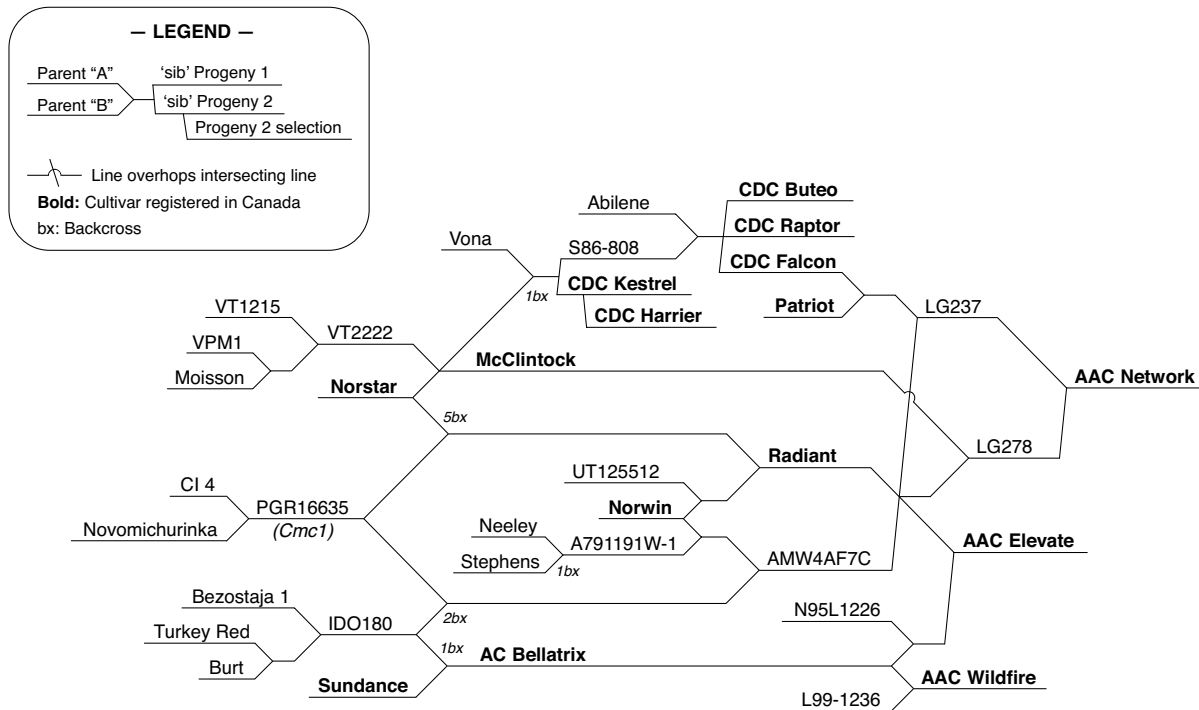 — LEGEND —
Parent “A”
Parent “B”
‘sib’ Progeny 1
‘sib’ Progeny 2
Progeny 2 selection
Line overhops intersecting line
Bold: Cultivar registered in Canada
bx: Backcross
Abilene
CDC Buteo
CDC Raptor
CDC Falcon
Vona
S86-808
1bx
CDC Kestrel
CDC Harrier
Patriot
LG237
VT1215
VPM1
Moisson
VT2222
Norstar
McClintock
AAC Network
5bx
LG278
CI 4
Novomichurinka
PGR16635
(Cmc1)
UT125512
Norwin
Radiant
Neeley
Stephens
1bx
A791191W-1
AMW4AF7C
AAC Elevate
Bezostaja 1
Turkey Red
Burt
IDO180
2bx
1bx
Sundance
AC Bellatrix
N95L1226
L99-1236
AAC Wildfire